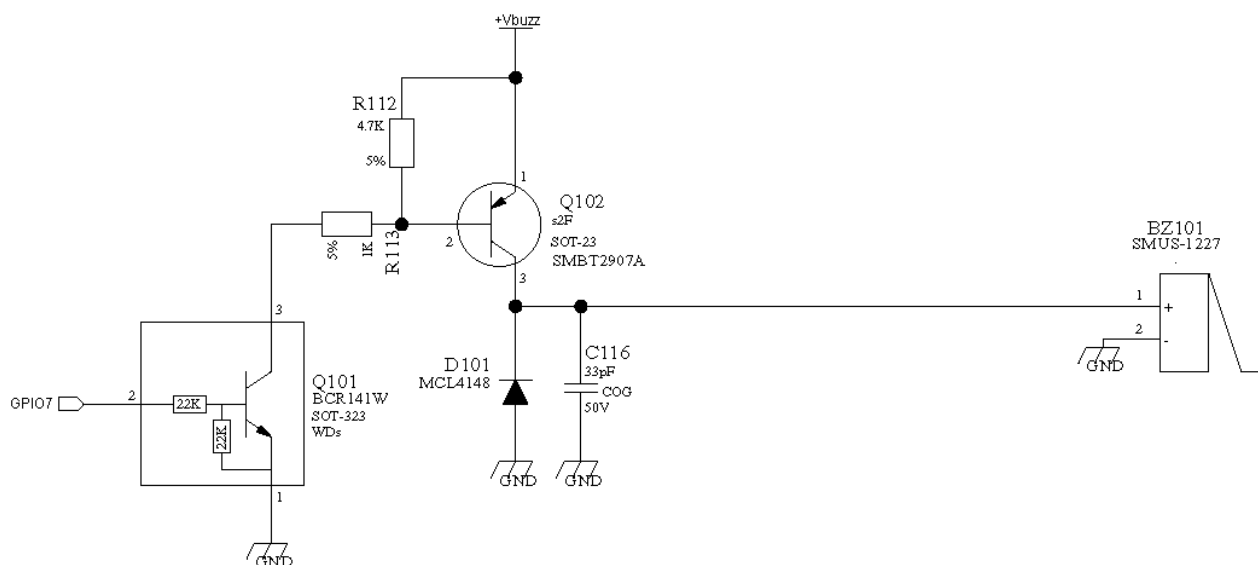 +Vbuzz
R112
4.7K
5%
1
Q102
s2F
2
SOT-23
SMBT2907A
5%
1K
R113
3
BZ101
SMUS-1227
1
+
2
-
GND
3
D101
MCL4148
C116
33pF
COG
50V
Q101
BCR141W
SOT-323
WDs
GPIO7
2
22K
22K
GND
GND
1
GND